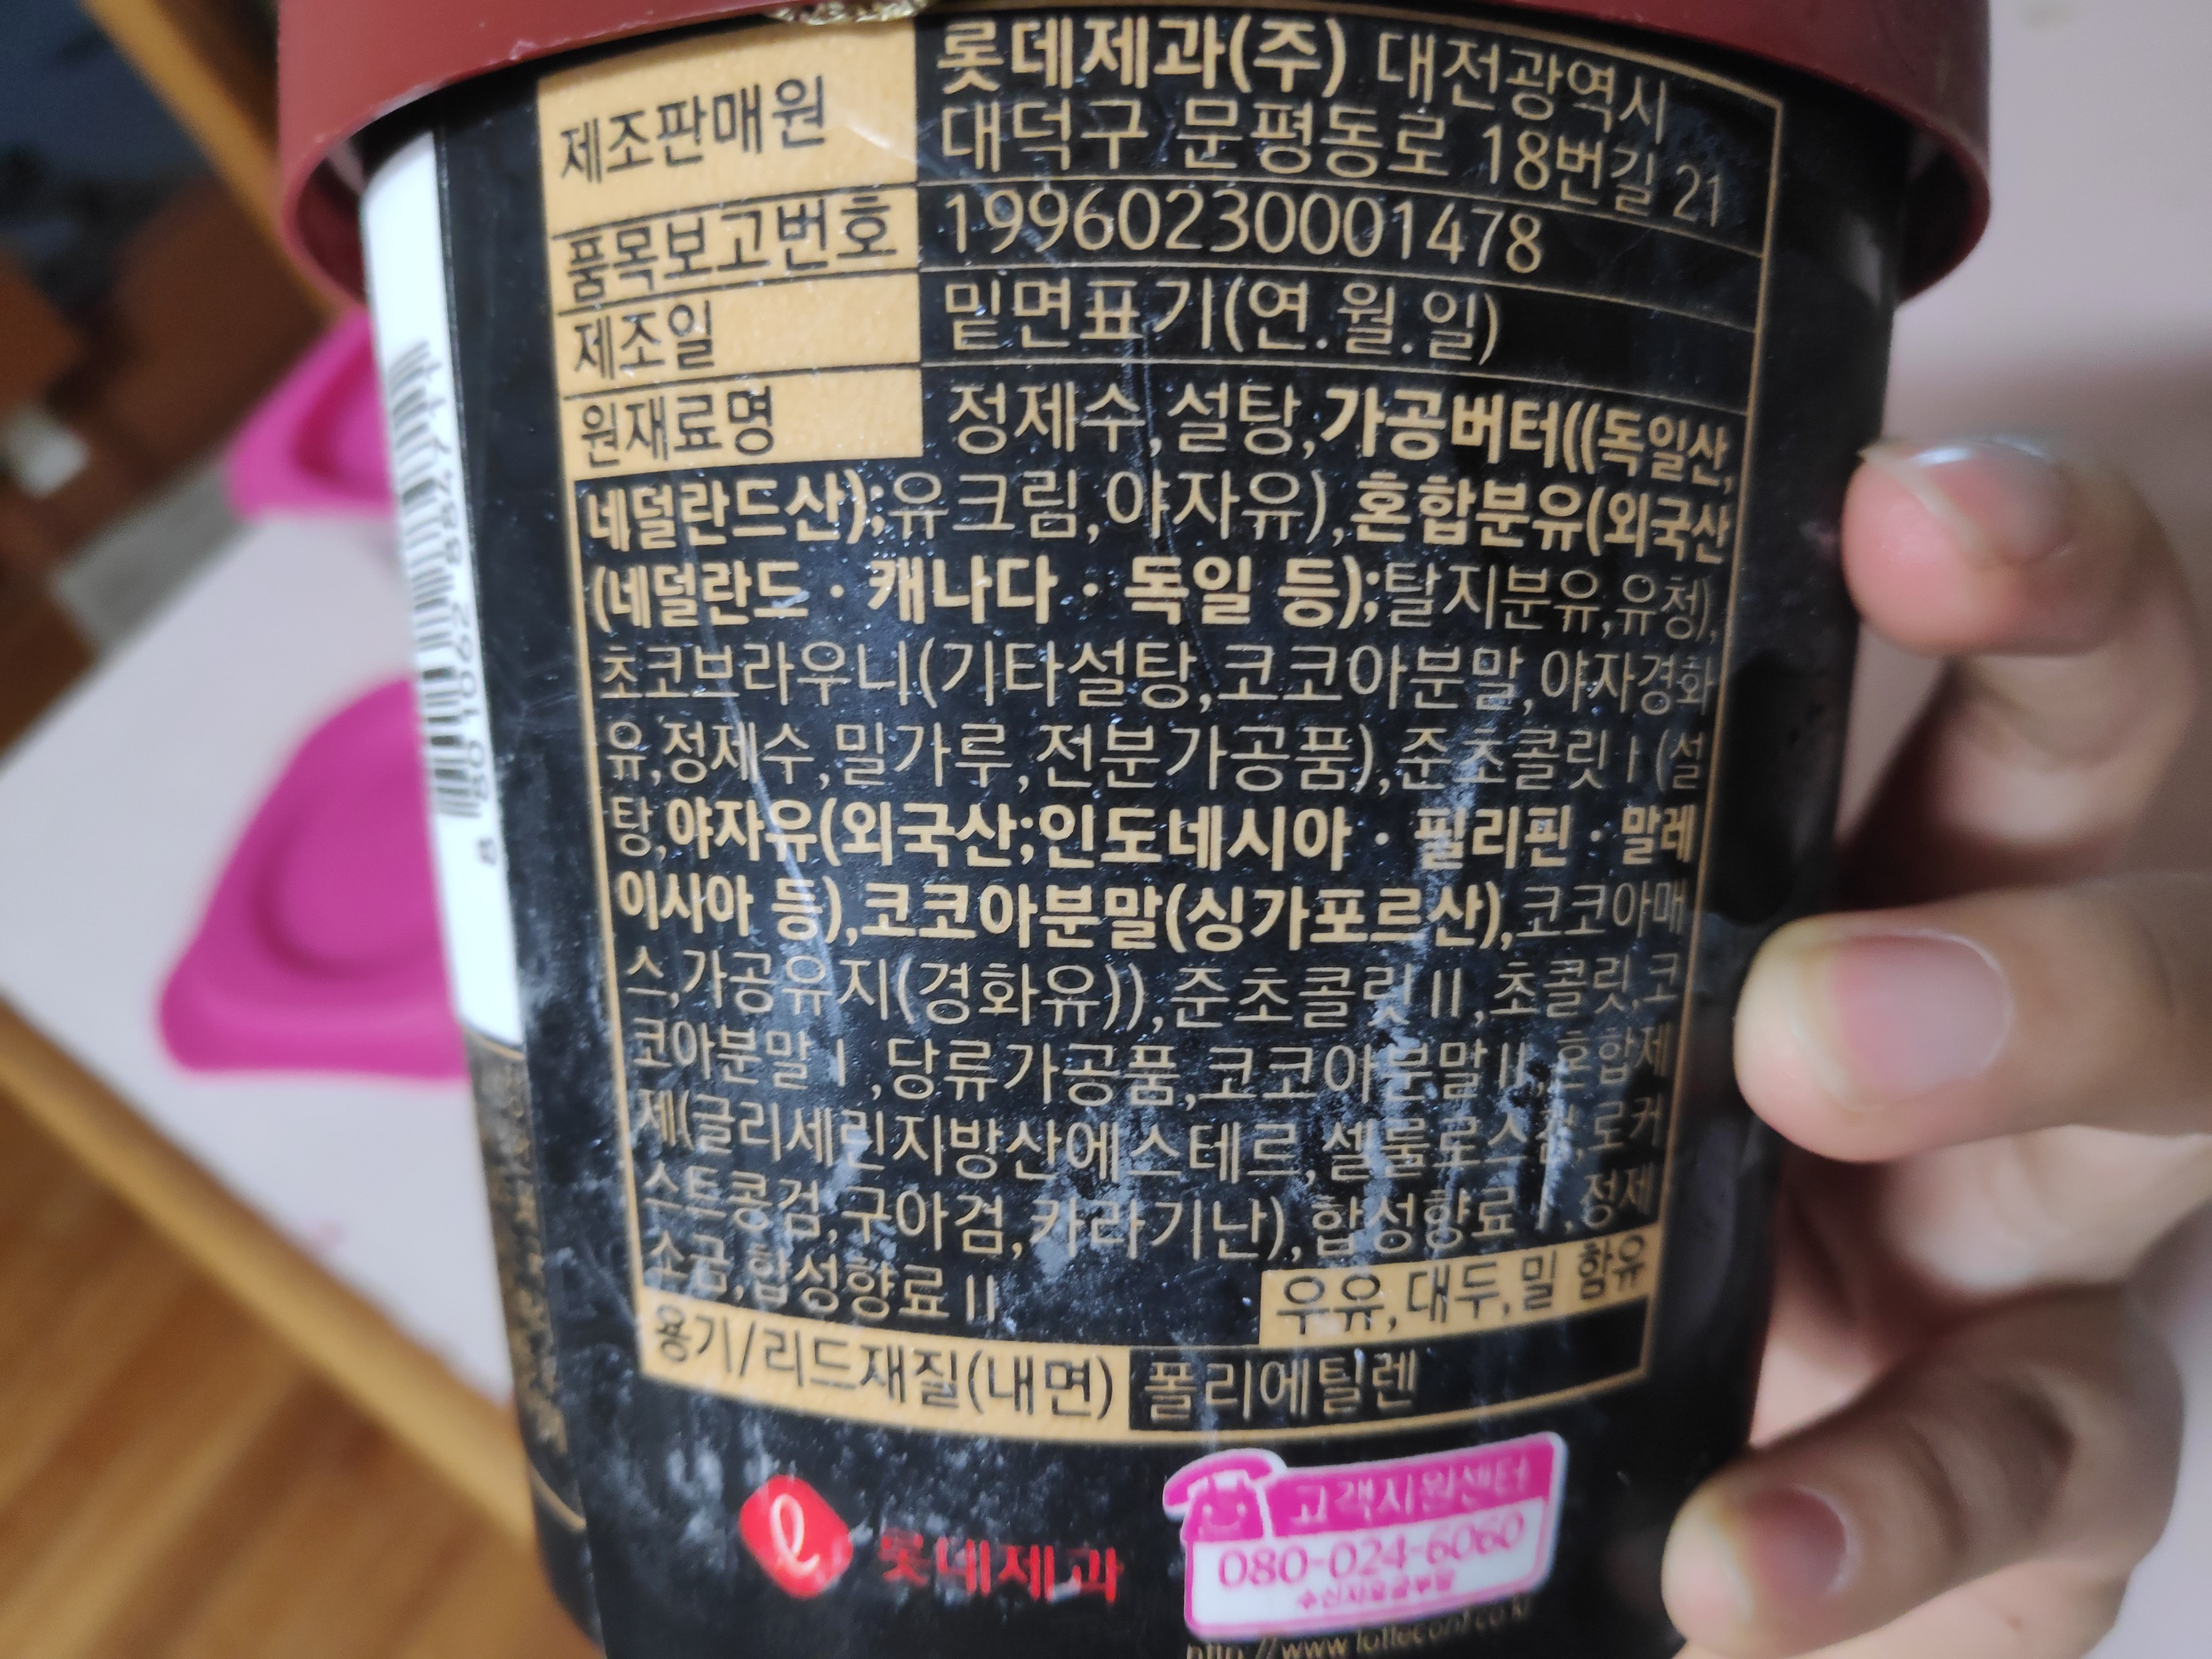 제조판매원
롯데제과(주) 대전광역시
대덕구 문평동로 18번길 21
품목보고번호 19960230001478
제조일 밑면표기(연.월.일)
원재료명 정제수,설탕,가공버터((독일산,
네덜란드산);유크림,야자유),혼합분유(외국산
(네덜란드·캐나다·독일 등);탈지분유,유청),
초코브라우니(기타설탕,코코아분말,야자경화
유,정제수,밀가루,전분가공품),준초콜릿Ⅰ(설
탕,야자유(외국산;인도네시아·필리핀·말레
이시아 등),코코아분말(싱가포르산),코코아매
스,가공유지(경화유)),준초콜릿Ⅱ,초콜릿,코
코아분말Ⅰ,당류가공품,코코아분말Ⅱ,혼합제
제(글리세린지방산에스테르,셀룰로스검,로커
스트콩검,구아검,카라기난),합성향료Ⅰ,정제
소금,합성향료Ⅱ
우유,대두,밀 함유
용기/리드재질(내면) 폴리에틸렌
롯데제과
고객지원센터
080-024-6060
수신자요금부담
http://www.lotteconf.co.kr